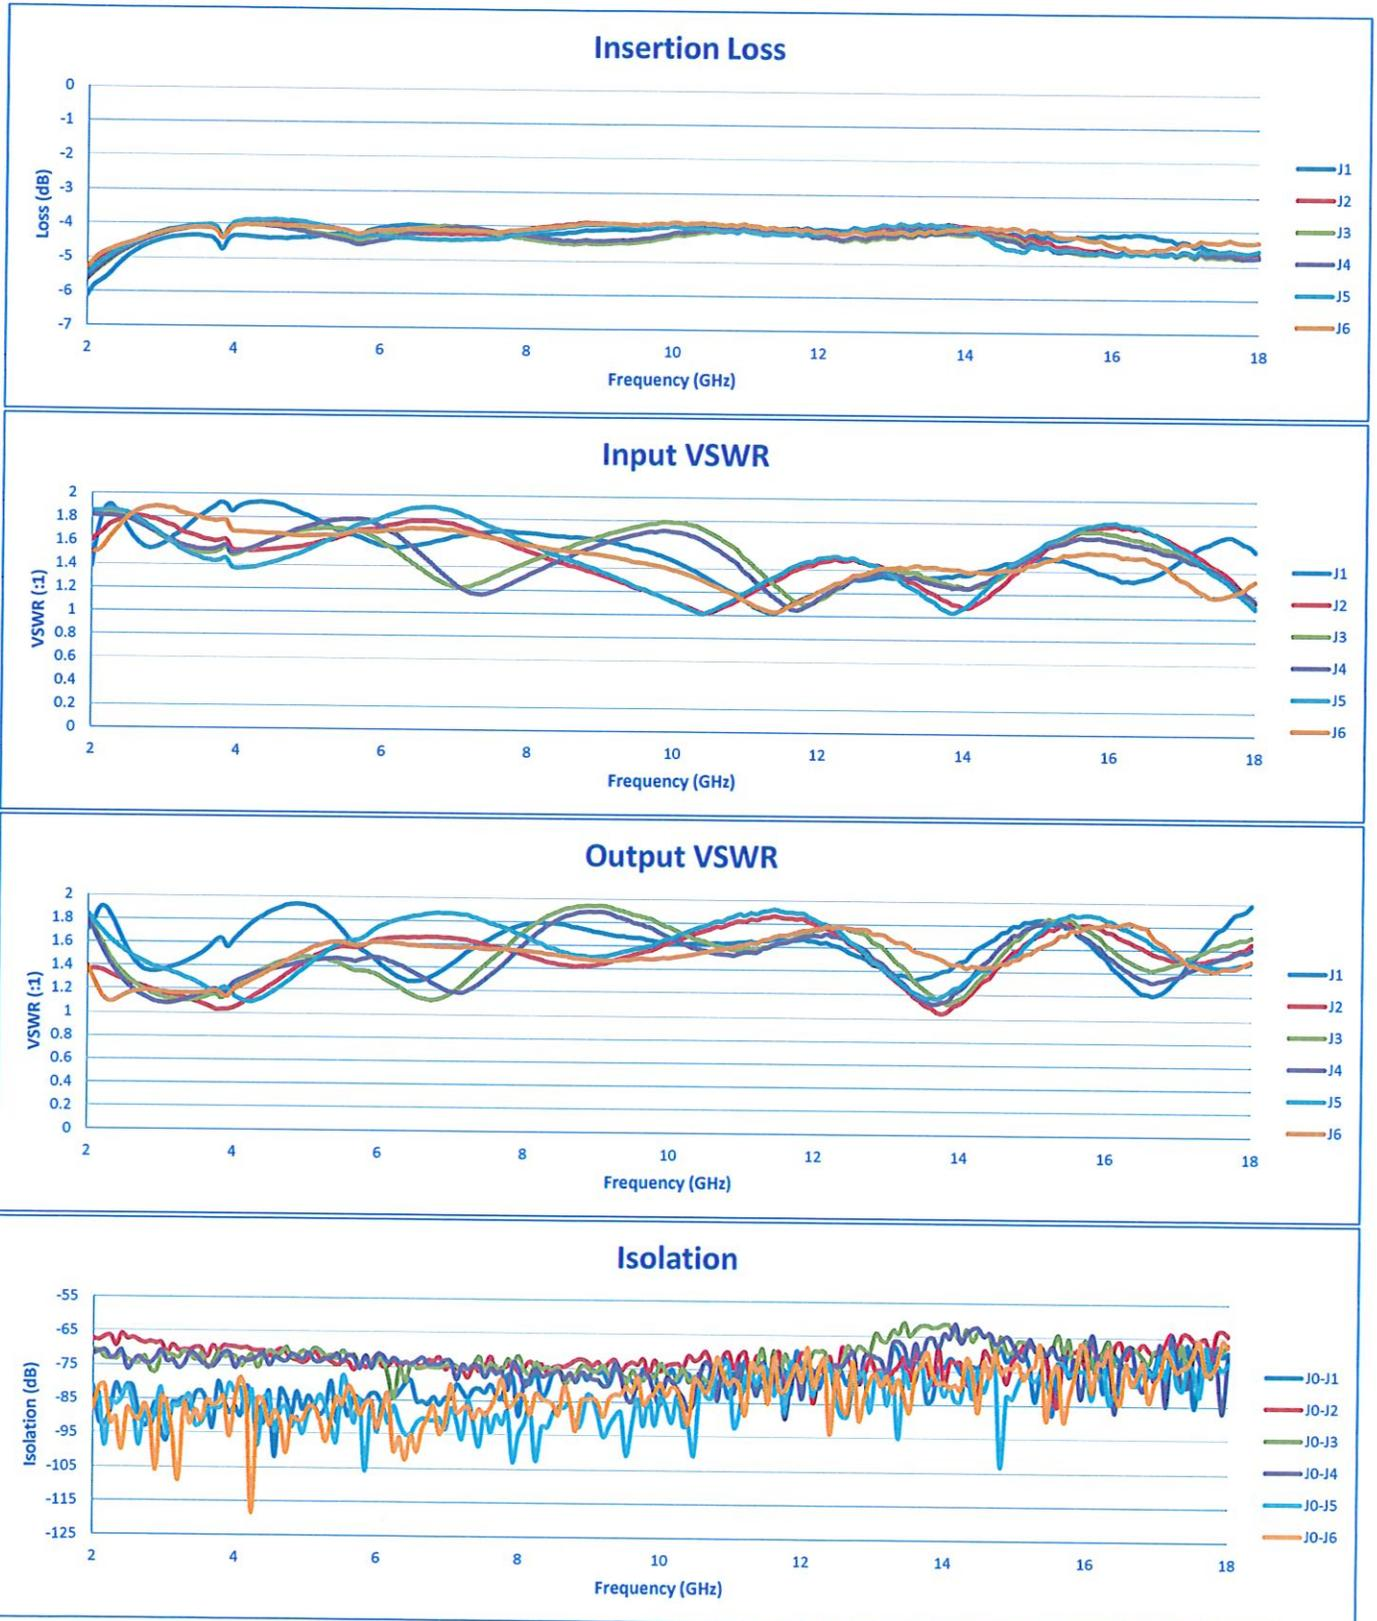 Insertion Loss
0
-1
-2
-3
-4
-5
-6
-7
Loss (dB)
2 4 6 8 10 12 14 16 18
Frequency (GHz)
J1
J2
J3
J4
J5
J6
Input VSWR
2
1.8
1.6
1.4
1.2
1
0.8
0.6
0.4
0.2
0
VSWR (:1)
2 4 6 8 10 12 14 16 18
Frequency (GHz)
J1
J2
J3
J4
J5
J6
Output VSWR
2
1.8
1.6
1.4
1.2
1
0.8
0.6
0.4
0.2
0
VSWR (:1)
2 4 6 8 10 12 14 16 18
Frequency (GHz)
J1
J2
J3
J4
J5
J6
Isolation
-55
-65
-75
-85
-95
-105
-115
-125
Isolation (dB)
2 4 6 8 10 12 14 16 18
Frequency (GHz)
J0-J1
J0-J2
J0-J3
J0-J4
J0-J5
J0-J6